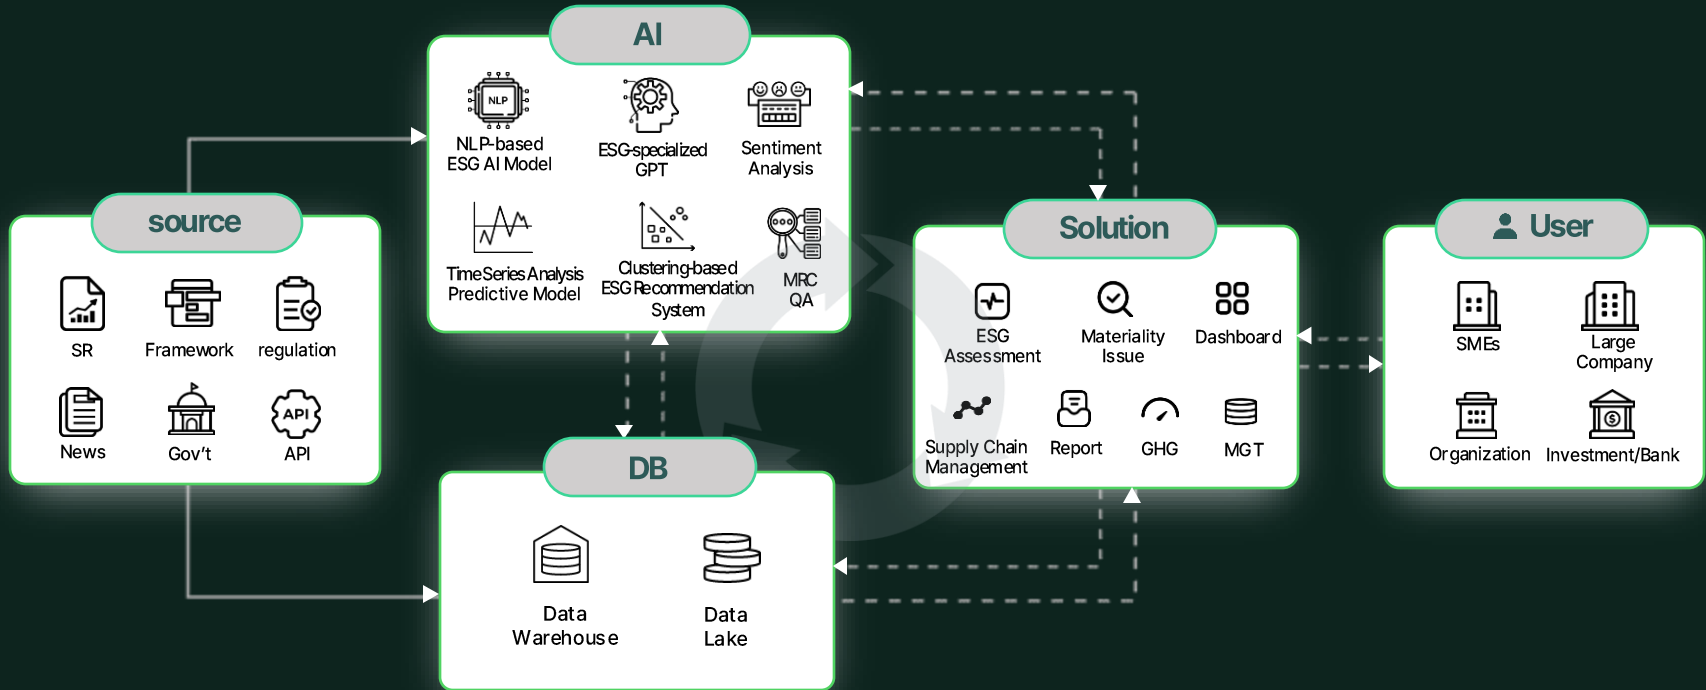 AI
NLP
NLP-based
ESG AI Model
ESG-specialized
GPT
Sentiment
Analysis
Time Series Analysis
Predictive Model
Clustering-based
ESG Recommendation
System
MRC
QA
source
SR
Framework
regulation
News
Gov't
API
API
DB
Data
Warehouse
Data
Lake
Solution
ESG
Assessment
Materiality
Issue
Dashboard
Supply Chain
Management
Report
GHG
MGT
User
SMEs
Large
Company
Organization
Investment/Bank